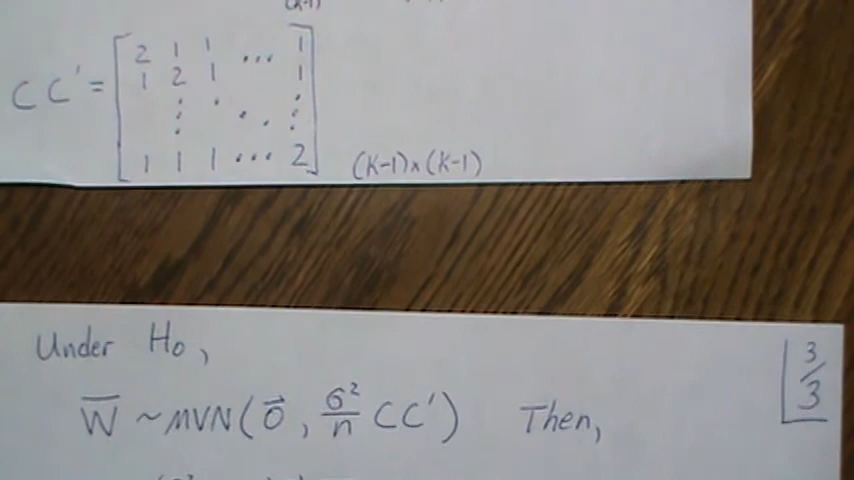 CC' = [ 2 1 1 ... 1
1 2 1 1
⋮ ⋱ ⋮
1 1 1 ... 2 ] (K-1)×(K-1)
Under H₀,
3/3
W̅ ~ MVN(0⃗, σ²/n CC') Then,